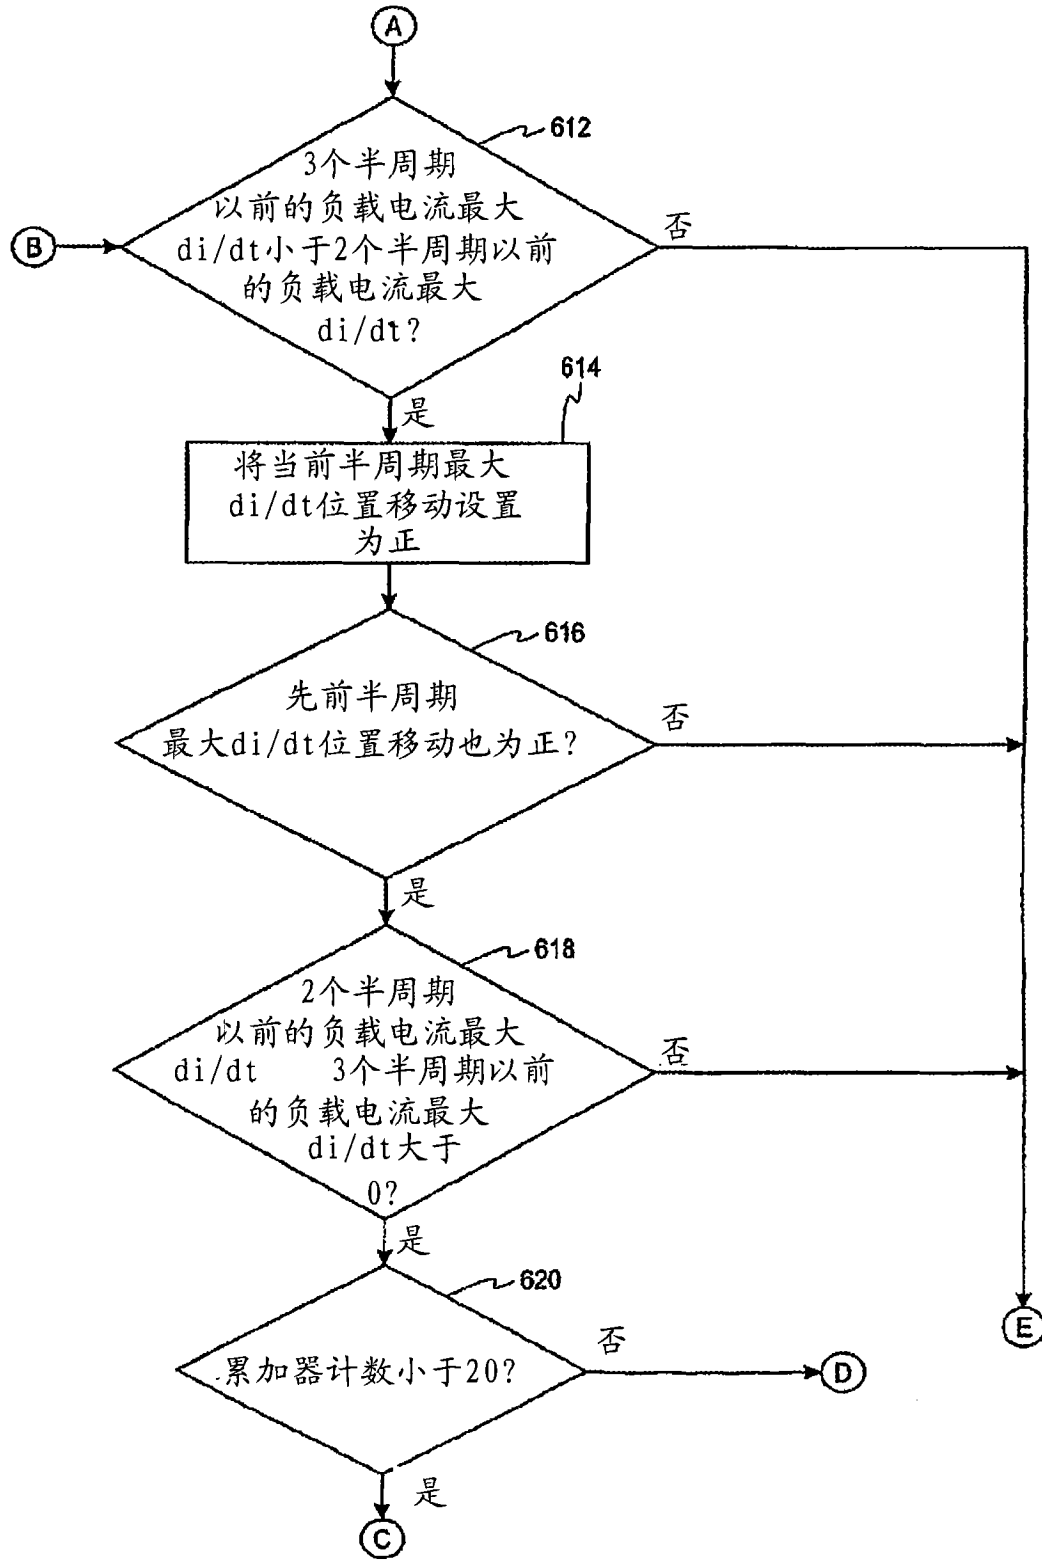 A
612
3个半周期
以前的负载电流最大
di/dt小于2个半周期以前
的负载电流最大
di/dt?
否
B
614
是
将当前半周期最大
di/dt位置移动设置
为正
616
先前半周期
最大di/dt位置移动也为正?
否
是
618
2个半周期
以前的负载电流最大
di/dt 3个半周期以前
的负载电流最大
di/dt大于
0?
否
是
620
E
累加器计数小于20?
否
D
是
C